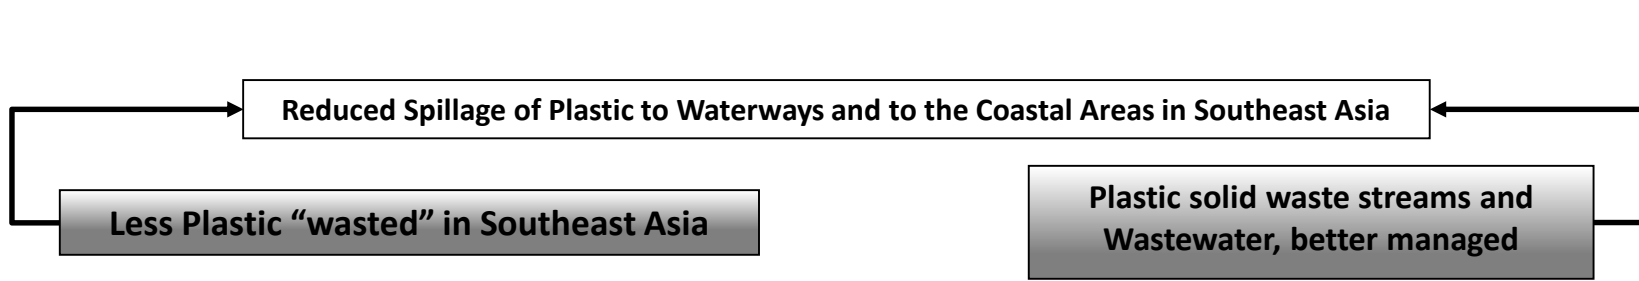 Reduced Spillage of Plastic to Waterways and to the Coastal Areas in Southeast Asia
Less Plastic “wasted” in Southeast Asia
Plastic solid waste streams and
Wastewater, better managed